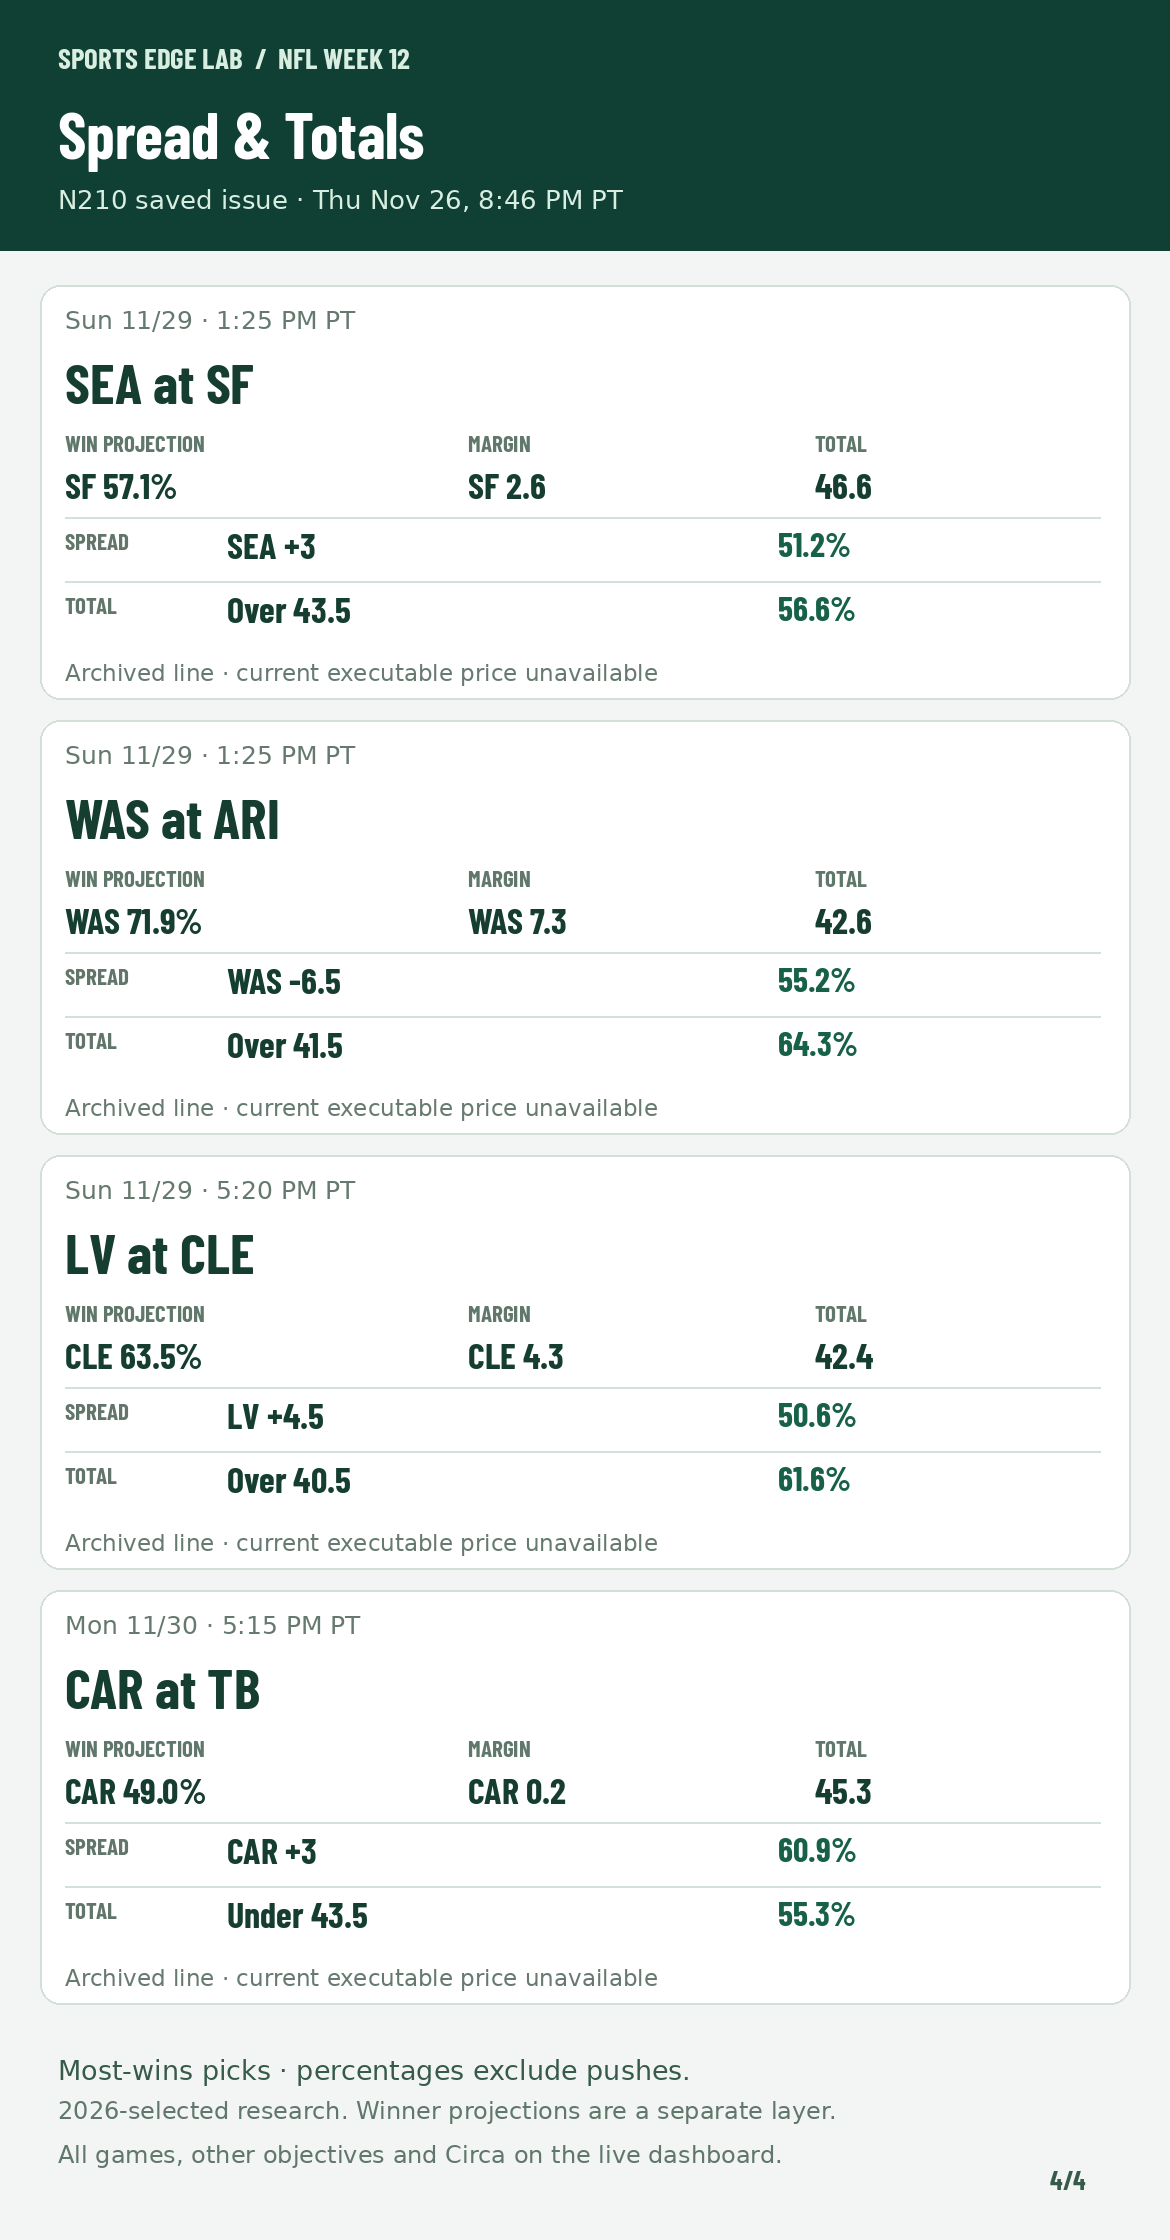 SPORTS EDGE LAB / NFL WEEK 12
Spread & Totals
N210 saved issue · Thu Nov 26, 8:46 PM PT
Sun 11/29 · 1:25 PM PT
SEA at SF
WIN PROJECTION MARGIN TOTAL
SF 57.1% SF 2.6 46.6
SPREAD SEA +3 51.2%
TOTAL Over 43.5 56.6%
Archived line · current executable price unavailable
Sun 11/29 · 1:25 PM PT
WAS at ARI
WIN PROJECTION MARGIN TOTAL
WAS 71.9% WAS 7.3 42.6
SPREAD WAS -6.5 55.2%
TOTAL Over 41.5 64.3%
Archived line · current executable price unavailable
Sun 11/29 · 5:20 PM PT
LV at CLE
WIN PROJECTION MARGIN TOTAL
CLE 63.5% CLE 4.3 42.4
SPREAD LV +4.5 50.6%
TOTAL Over 40.5 61.6%
Archived line · current executable price unavailable
Mon 11/30 · 5:15 PM PT
CAR at TB
WIN PROJECTION MARGIN TOTAL
CAR 49.0% CAR 0.2 45.3
SPREAD CAR +3 60.9%
TOTAL Under 43.5 55.3%
Archived line · current executable price unavailable
Most-wins picks · percentages exclude pushes.
2026-selected research. Winner projections are a separate layer.
All games, other objectives and Circa on the live dashboard.
4/4